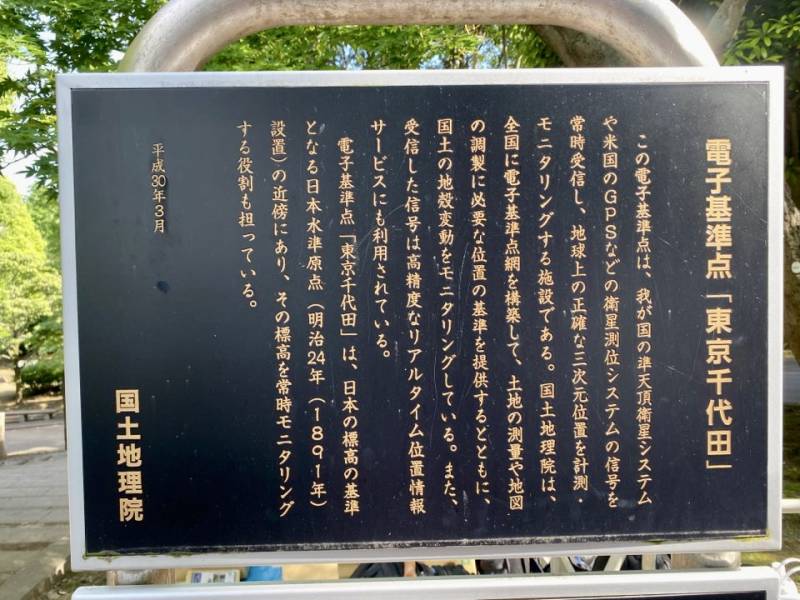 電子基準点「東京千代田」
この電子基準点は、我が国の準天頂衛星システム
や米国のGPSなどの衛星測位システムの信号を
常時受信し、地球上の正確な三次元位置を計測・
モニタリングする施設である。国土地理院は、
全国に電子基準点網を構築して、土地の測量や地図
の調製に必要な位置の基準を提供するとともに、
国土の地殻変動をモニタリングしている。また、
受信した信号は高精度なリアルタイム位置情報
サービスにも利用されている。
電子基準点「東京千代田」は、日本の標高の基準
となる日本水準原点（明治24年（1891年）
設置）の近傍にあり、その標高を常時モニタリング
する役割も担っている。
平成30年3月
国土地理院